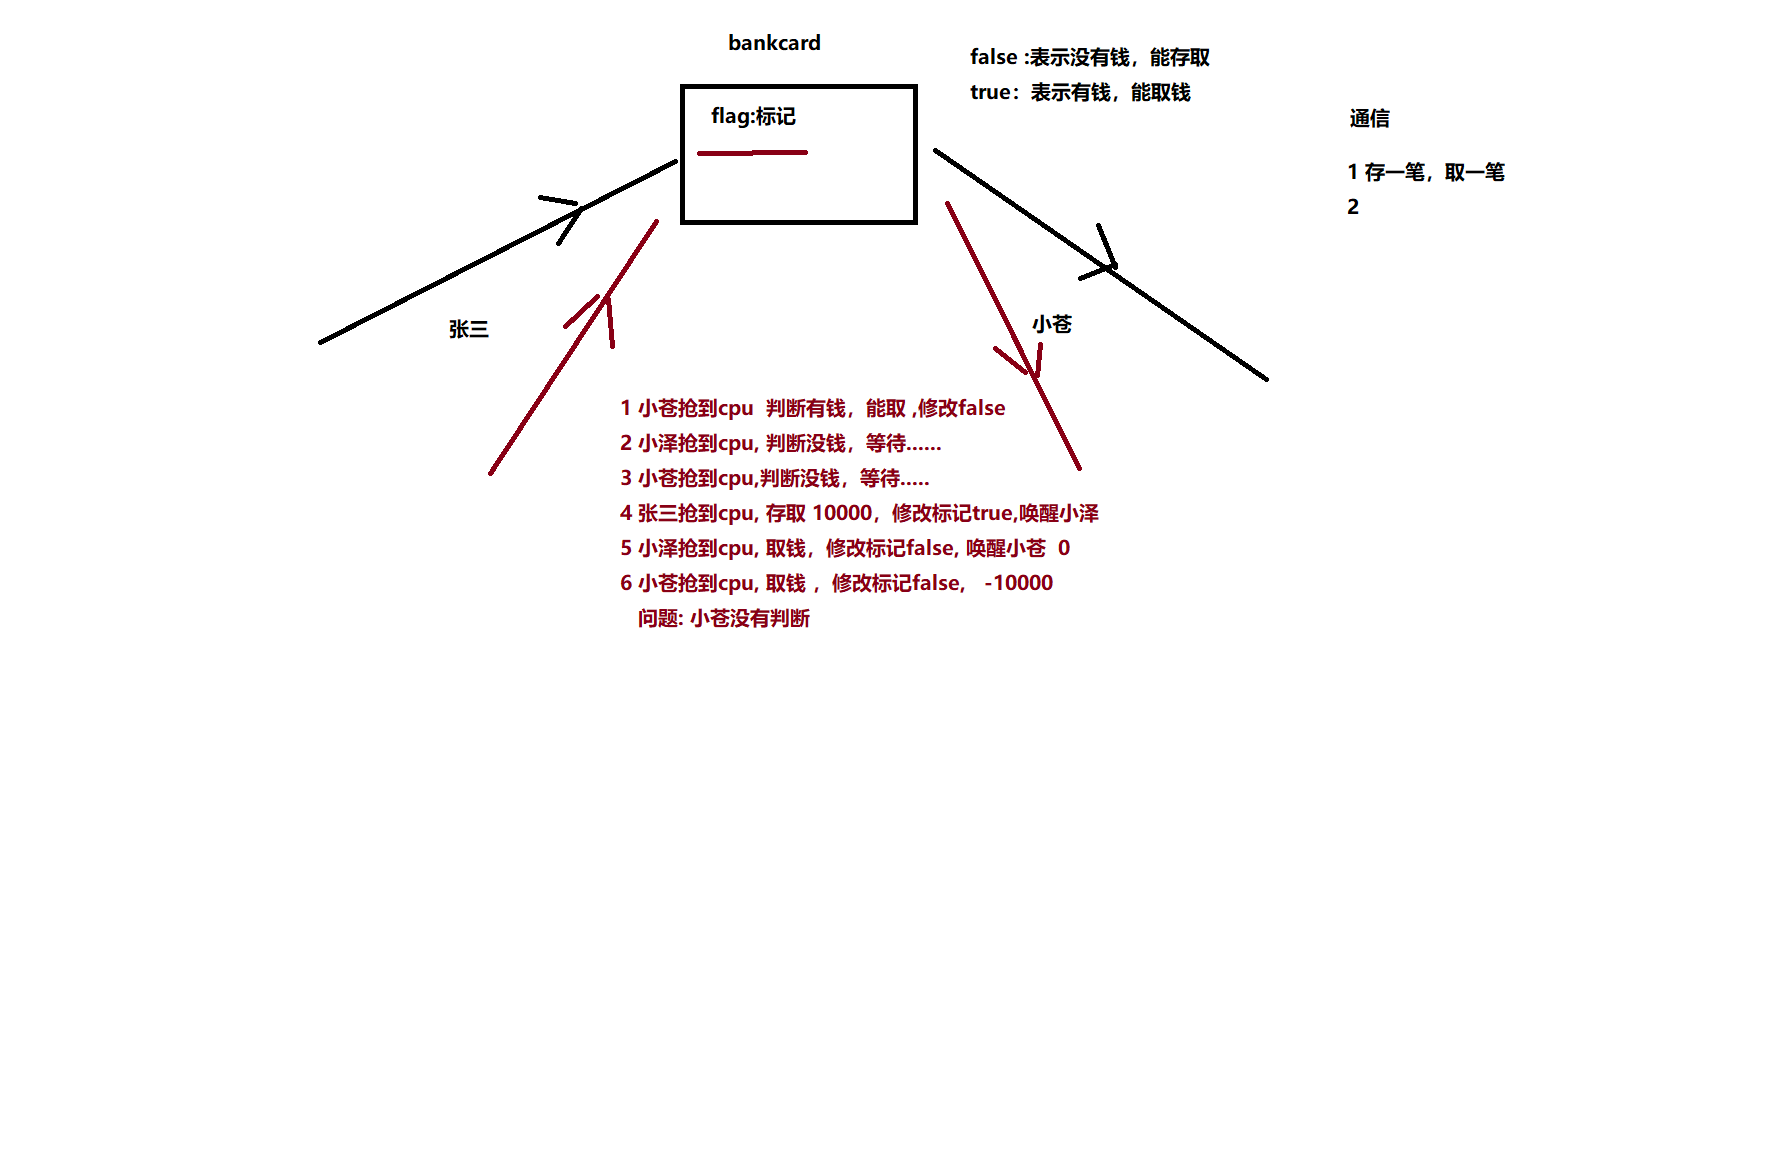 bankcard
false :表示没有钱，能存取
true：表示有钱，能取钱
flag:标记
通信
1 存一笔，取一笔
2
张三
小苍
1 小苍抢到cpu  判断有钱，能取 ,修改false
2 小泽抢到cpu, 判断没钱，等待......
3 小苍抢到cpu,判断没钱，等待.....
4 张三抢到cpu, 存取 10000，修改标记true,唤醒小泽
5 小泽抢到cpu, 取钱，修改标记false, 唤醒小苍  0
6 小苍抢到cpu, 取钱 ，修改标记false,   -10000
问题: 小苍没有判断